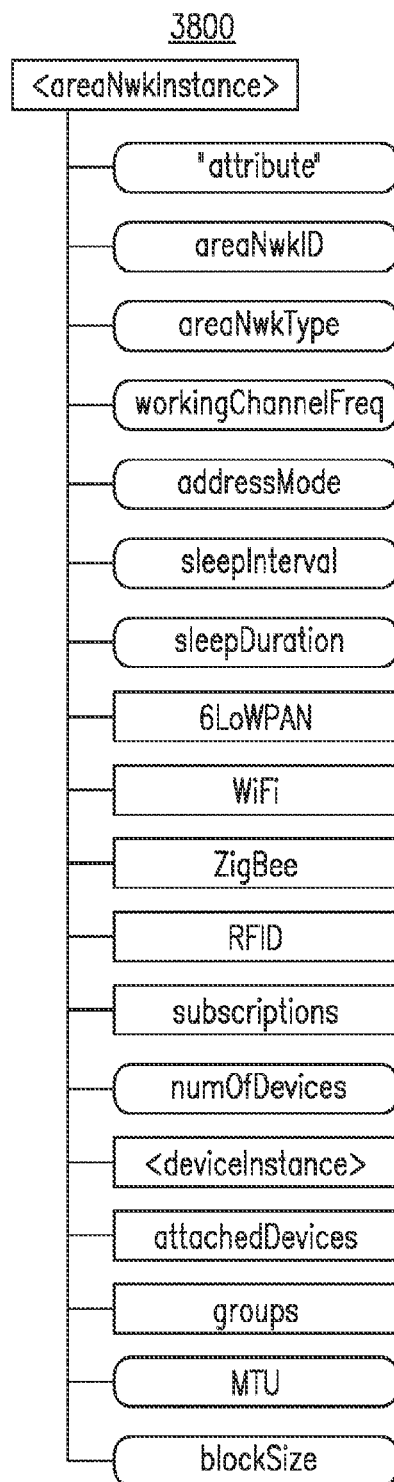 3800
<areaNwkInstance>
"attribute"
areaNwkID
areaNwkType
workingChannelFreq
addressMode
sleepInterval
sleepDuration
6LoWPAN
WiFi
ZigBee
RFID
subscriptions
numOfDevices
<deviceInstance>
attachedDevices
groups
MTU
blockSize